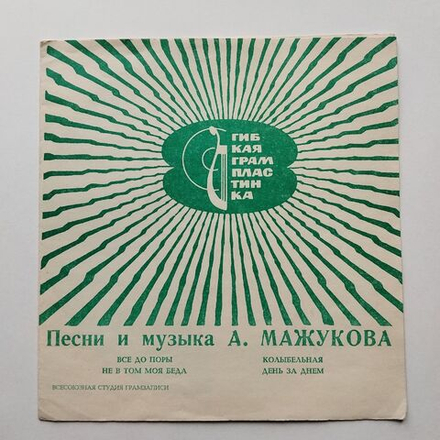 ГИБ
КАЯ
ГРАМ
ПЛАС
ТИН
КА
Песни и музыка А. МАЖУКОВА
ВСЕ ДО ПОРЫ
НЕ В ТОМ МОЯ БЕДА
КОЛЫБЕЛЬНАЯ
ДЕНЬ ЗА ДНЕМ
ВСЕСОЮЗНАЯ СТУДИЯ ГРАМЗАПИСИ